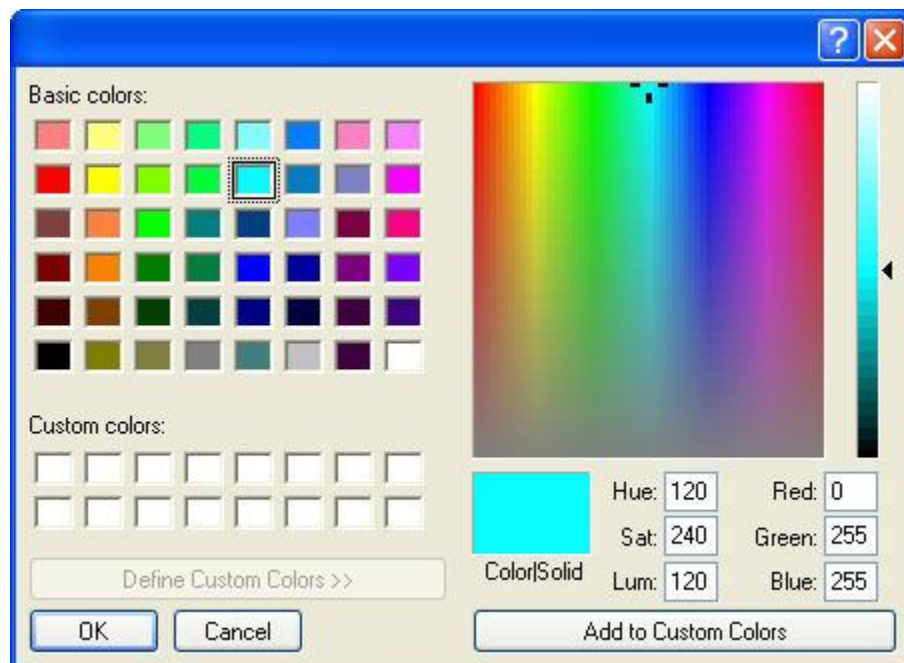 ?
Basic colors:
Custom colors:
Define Custom Colors >>
OK
Cancel
Color|Solid
Hue: 120
Sat: 240
Lum: 120
Red: 0
Green: 255
Blue: 255
Add to Custom Colors